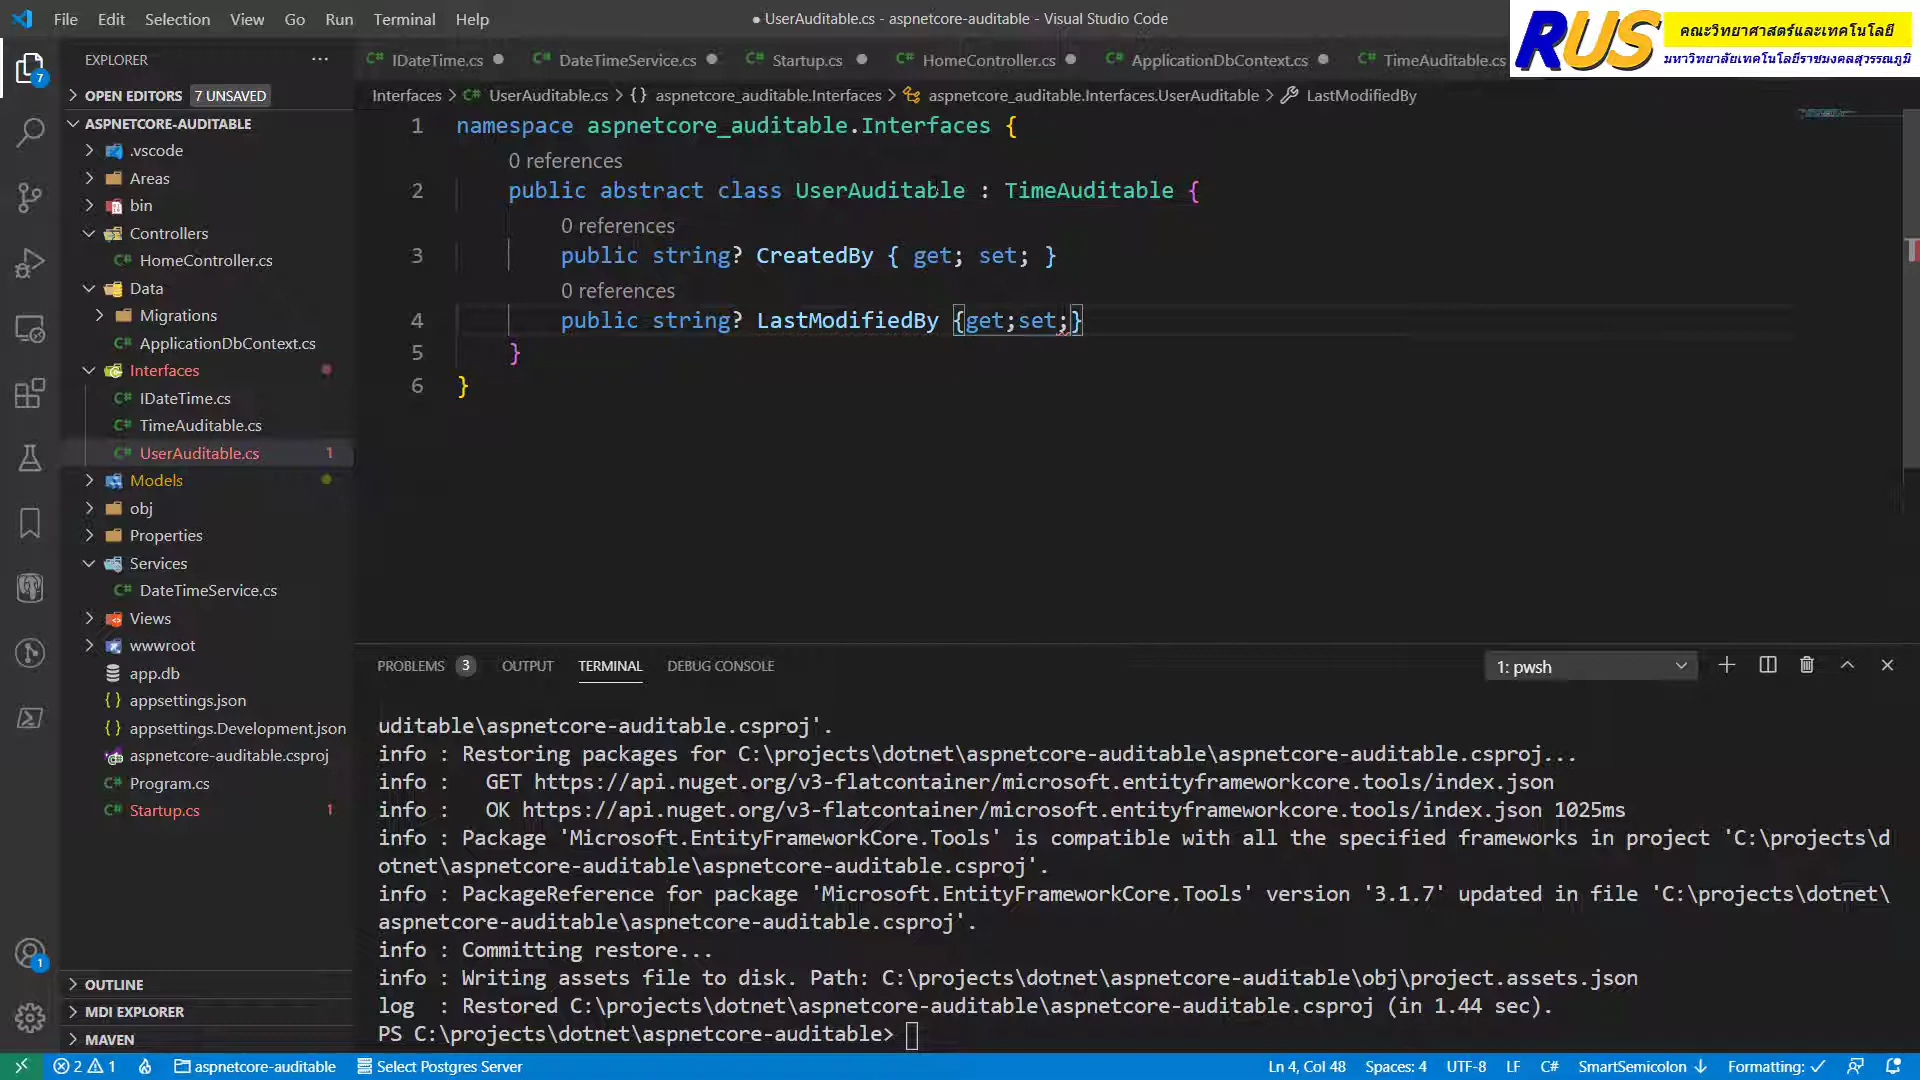 File Edit Selection View Go Run Terminal Help
● UserAuditable.cs - aspnetcore-auditable - Visual Studio Code
RUS
คณะวิทยาศาสตร์และเทคโนโลยี
มหาวิทยาลัยเทคโนโลยีราชมงคลสุวรรณภูมิ
EXPLORER ...
IDateTime.cs DateTimeService.cs Startup.cs HomeController.cs ApplicationDbContext.cs TimeAuditable.cs
OPEN EDITORS 7 UNSAVED
ASPNETCORE-AUDITABLE
.vscode
Areas
bin
Controllers
HomeController.cs
Data
Migrations
ApplicationDbContext.cs
Interfaces
IDateTime.cs
TimeAuditable.cs
UserAuditable.cs 1
Models
obj
Properties
Services
DateTimeService.cs
Views
wwwroot
app.db
appsettings.json
appsettings.Development.json
aspnetcore-auditable.csproj
Program.cs
Startup.cs 1
OUTLINE
MDI EXPLORER
MAVEN
7
1
Interfaces > UserAuditable.cs > {} aspnetcore_auditable.Interfaces > aspnetcore_auditable.Interfaces.UserAuditable > LastModifiedBy
1 namespace aspnetcore_auditable.Interfaces {
0 references
2 public abstract class UserAuditable : TimeAuditable {
0 references
3 public string? CreatedBy { get; set; }
0 references
4 public string? LastModifiedBy {get;set;}
5 }
6 }
PROBLEMS 3 OUTPUT TERMINAL DEBUG CONSOLE 1: pwsh
uditable\aspnetcore-auditable.csproj'.
info : Restoring packages for C:\projects\dotnet\aspnetcore-auditable\aspnetcore-auditable.csproj...
info :   GET https://api.nuget.org/v3-flatcontainer/microsoft.entityframeworkcore.tools/index.json
info :   OK https://api.nuget.org/v3-flatcontainer/microsoft.entityframeworkcore.tools/index.json 1025ms
info : Package 'Microsoft.EntityFrameworkCore.Tools' is compatible with all the specified frameworks in project 'C:\projects\d
otnet\aspnetcore-auditable\aspnetcore-auditable.csproj'.
info : PackageReference for package 'Microsoft.EntityFrameworkCore.Tools' version '3.1.7' updated in file 'C:\projects\dotnet\
aspnetcore-auditable\aspnetcore-auditable.csproj'.
info : Committing restore...
info : Writing assets file to disk. Path: C:\projects\dotnet\aspnetcore-auditable\obj\project.assets.json
log  : Restored C:\projects\dotnet\aspnetcore-auditable\aspnetcore-auditable.csproj (in 1.44 sec).
PS C:\projects\dotnet\aspnetcore-auditable>
2 1 aspnetcore-auditable Select Postgres Server Ln 4, Col 48 Spaces: 4 UTF-8 LF C# SmartSemicolon ↓ Formatting: ✓